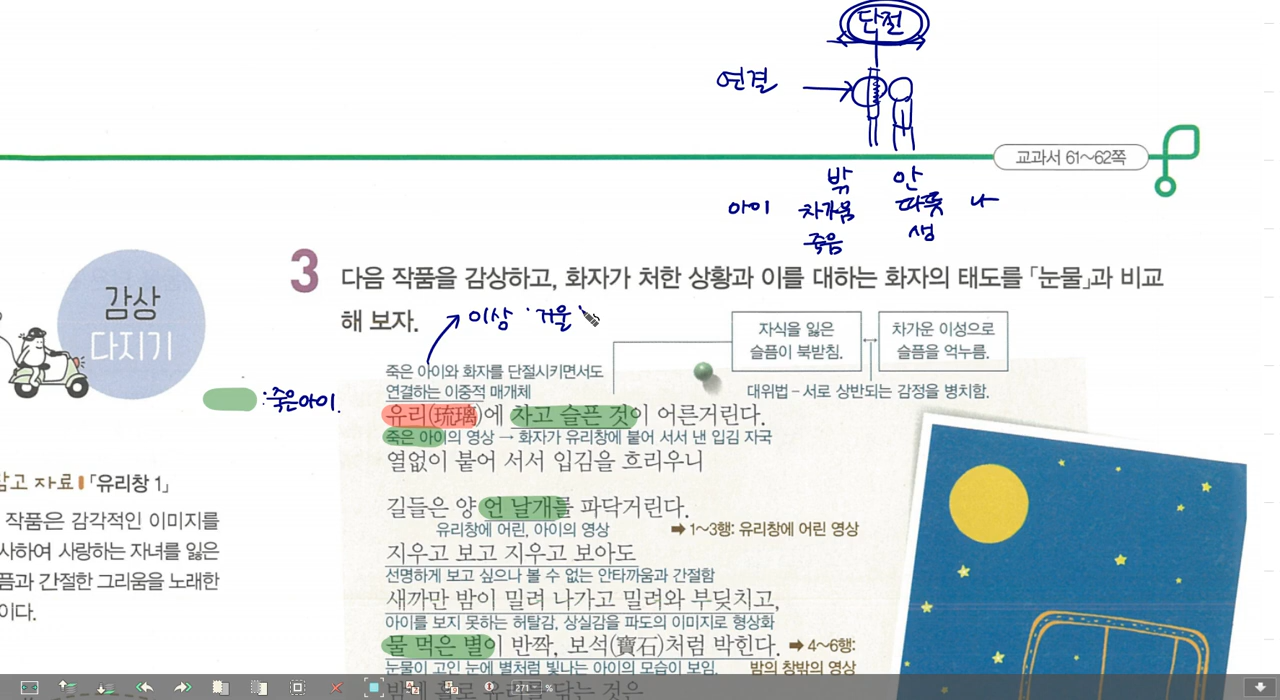 단절
연결
교과서 61~62쪽
밖 안
아이 차가움 따뜻 나
죽음 생
감상
다지기
3 다음 작품을 감상하고, 화자가 처한 상황과 이를 대하는 화자의 태도를 「눈물」과 비교
해 보자.
이상 '거울'
자식을 잃은
슬픔이 북받침.
차가운 이성으로
슬픔을 억누름.
죽은 아이와 화자를 단절시키면서도
연결하는 이중적 매개체
대위법 – 서로 상반되는 감정을 병치함.
:죽은아이.
유리(琉璃)에 차고 슬픈 것이 어른거린다.
죽은 아이의 영상 → 화자가 유리창에 붙어 서서 낸 입김 자국
열없이 붙어 서서 입김을 흐리우니
길들은 양 언 날개를 파닥거린다.
유리창에 어린, 아이의 영상
➡ 1~3행: 유리창에 어린 영상
지우고 보고 지우고 보아도
선명하게 보고 싶으나 볼 수 없는 안타까움과 간절함
새까만 밤이 밀려 나가고 밀려와 부딪치고,
아이를 보지 못하는 허탈감, 상실감을 파도의 이미지로 형상화
물 먹은 별이 반짝, 보석(寶石)처럼 박힌다. ➡ 4~6행:
눈물이 고인 눈에 별처럼 빛나는 아이의 모습이 보임. 밤의 창밖의 영상
밤에 홀로 유리를 닦는 것은
참고 자료 「유리창 1」
작품은 감각적인 이미지를
사하여 사랑하는 자녀를 잃은
픔과 간절한 그리움을 노래한
이다.
271 %